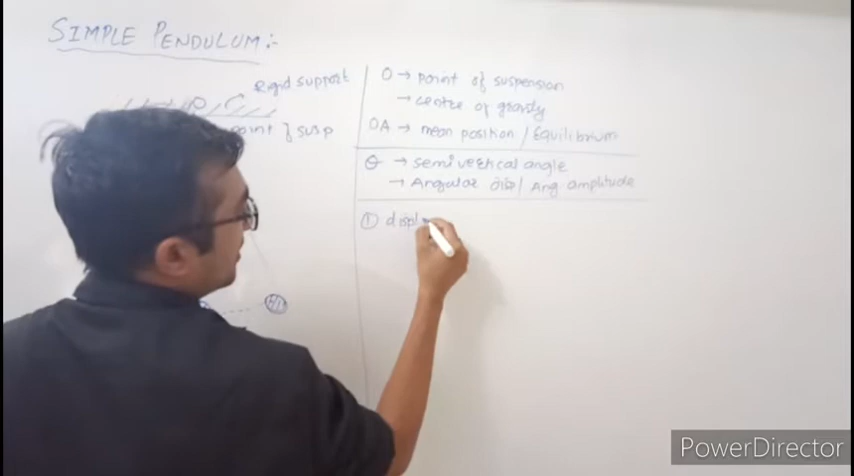 SIMPLE PENDULUM :-
Rigid support
point of susp
O → point of suspension
→ centre of gravity
OA → mean position / Equilibrium
θ → semi vertical angle
→ Angular disp/ Ang amplitude
① displ
PowerDirector